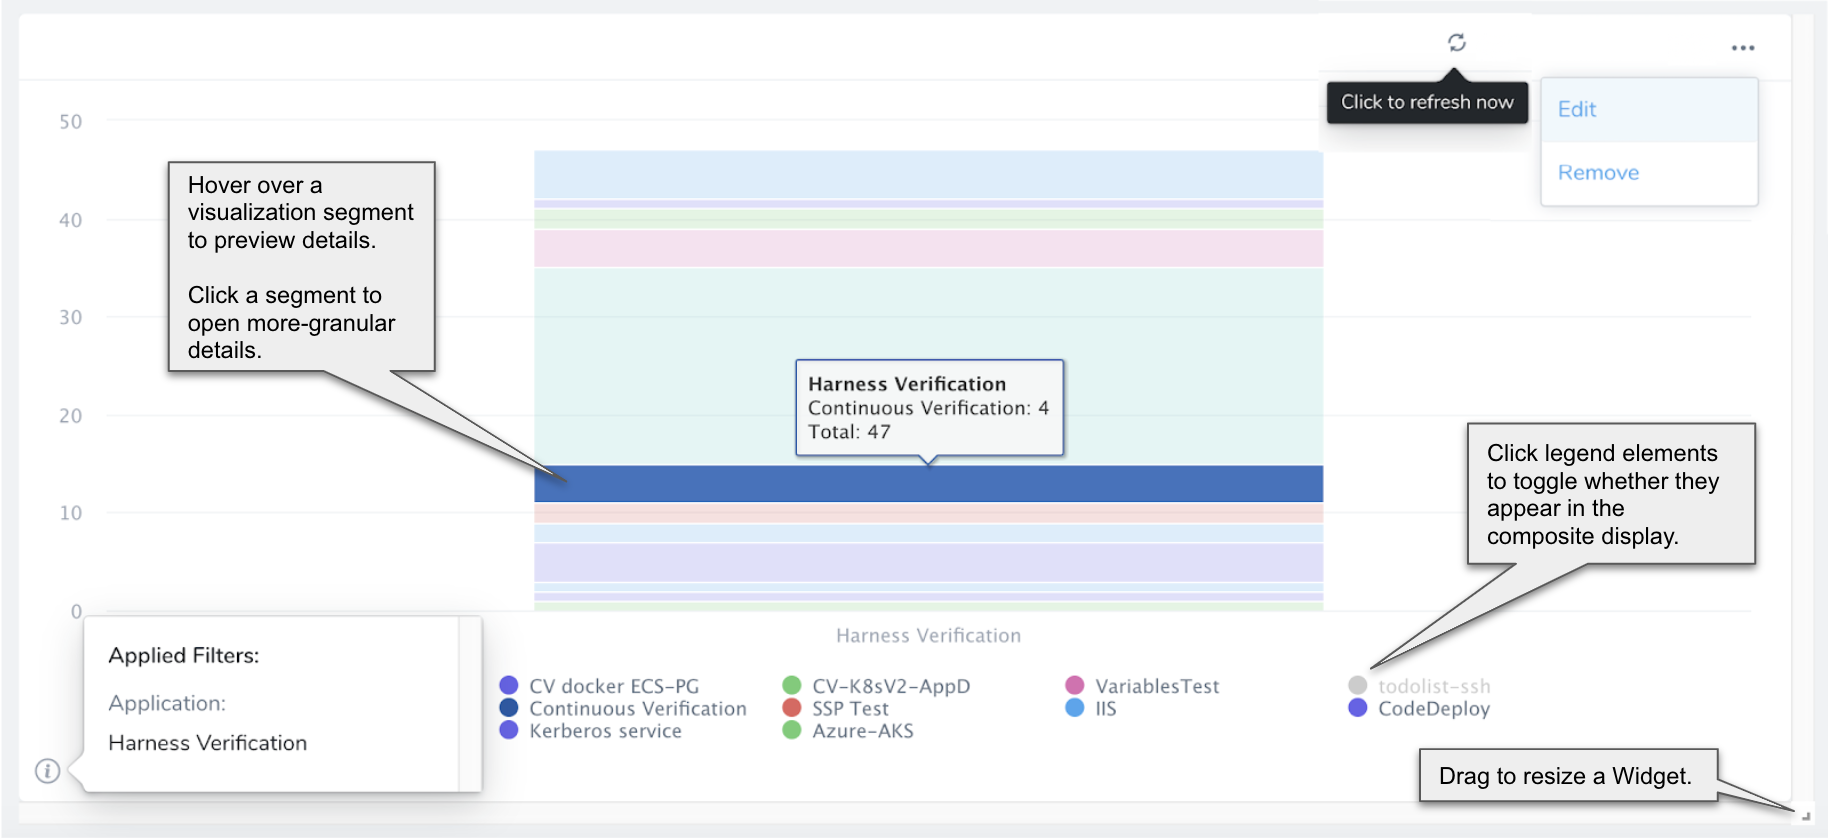 Click to refresh now
Edit
Remove
50
40
30
20
10
0
Hover over a
visualization segment
to preview details.
Click a segment to
open more-granular
details.
Harness Verification
Continuous Verification: 4
Total: 47
Click legend elements
to toggle whether they
appear in the
composite display.
Harness Verification
Applied Filters:
Application:
Harness Verification
CV docker ECS-PG
CV-K8sV2-AppD
VariablesTest
todolist-ssh
Continuous Verification
SSP Test
IIS
CodeDeploy
Kerberos service
Azure-AKS
Drag to resize a Widget.